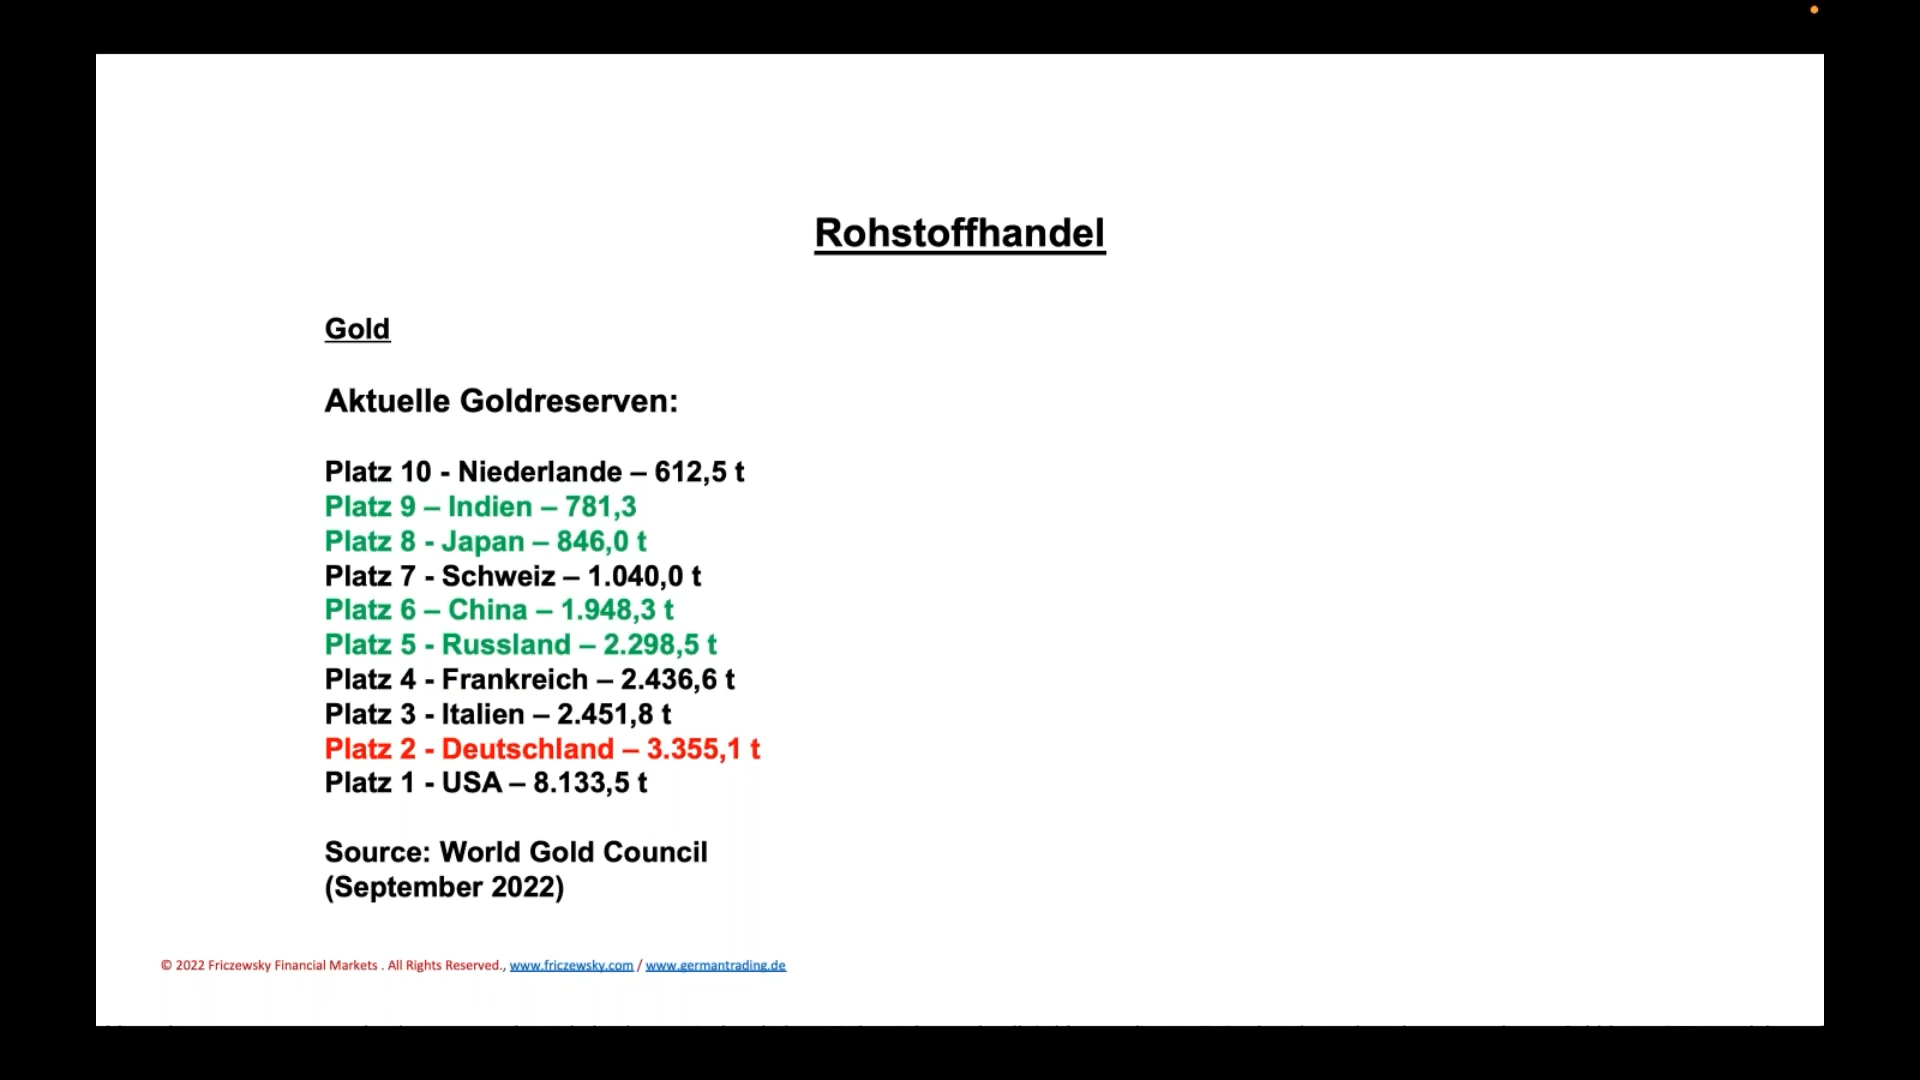 Rohstoffhandel
Gold
Aktuelle Goldreserven:
Platz 10 - Niederlande – 612,5 t
Platz 9 – Indien – 781,3
Platz 8 - Japan – 846,0 t
Platz 7 - Schweiz – 1.040,0 t
Platz 6 – China – 1.948,3 t
Platz 5 - Russland – 2.298,5 t
Platz 4 - Frankreich – 2.436,6 t
Platz 3 - Italien – 2.451,8 t
Platz 2 - Deutschland – 3.355,1 t
Platz 1 - USA – 8.133,5 t
Source: World Gold Council
(September 2022)
© 2022 Friczewsky Financial Markets . All Rights Reserved., www.friczewsky.com / www.germantrading.de